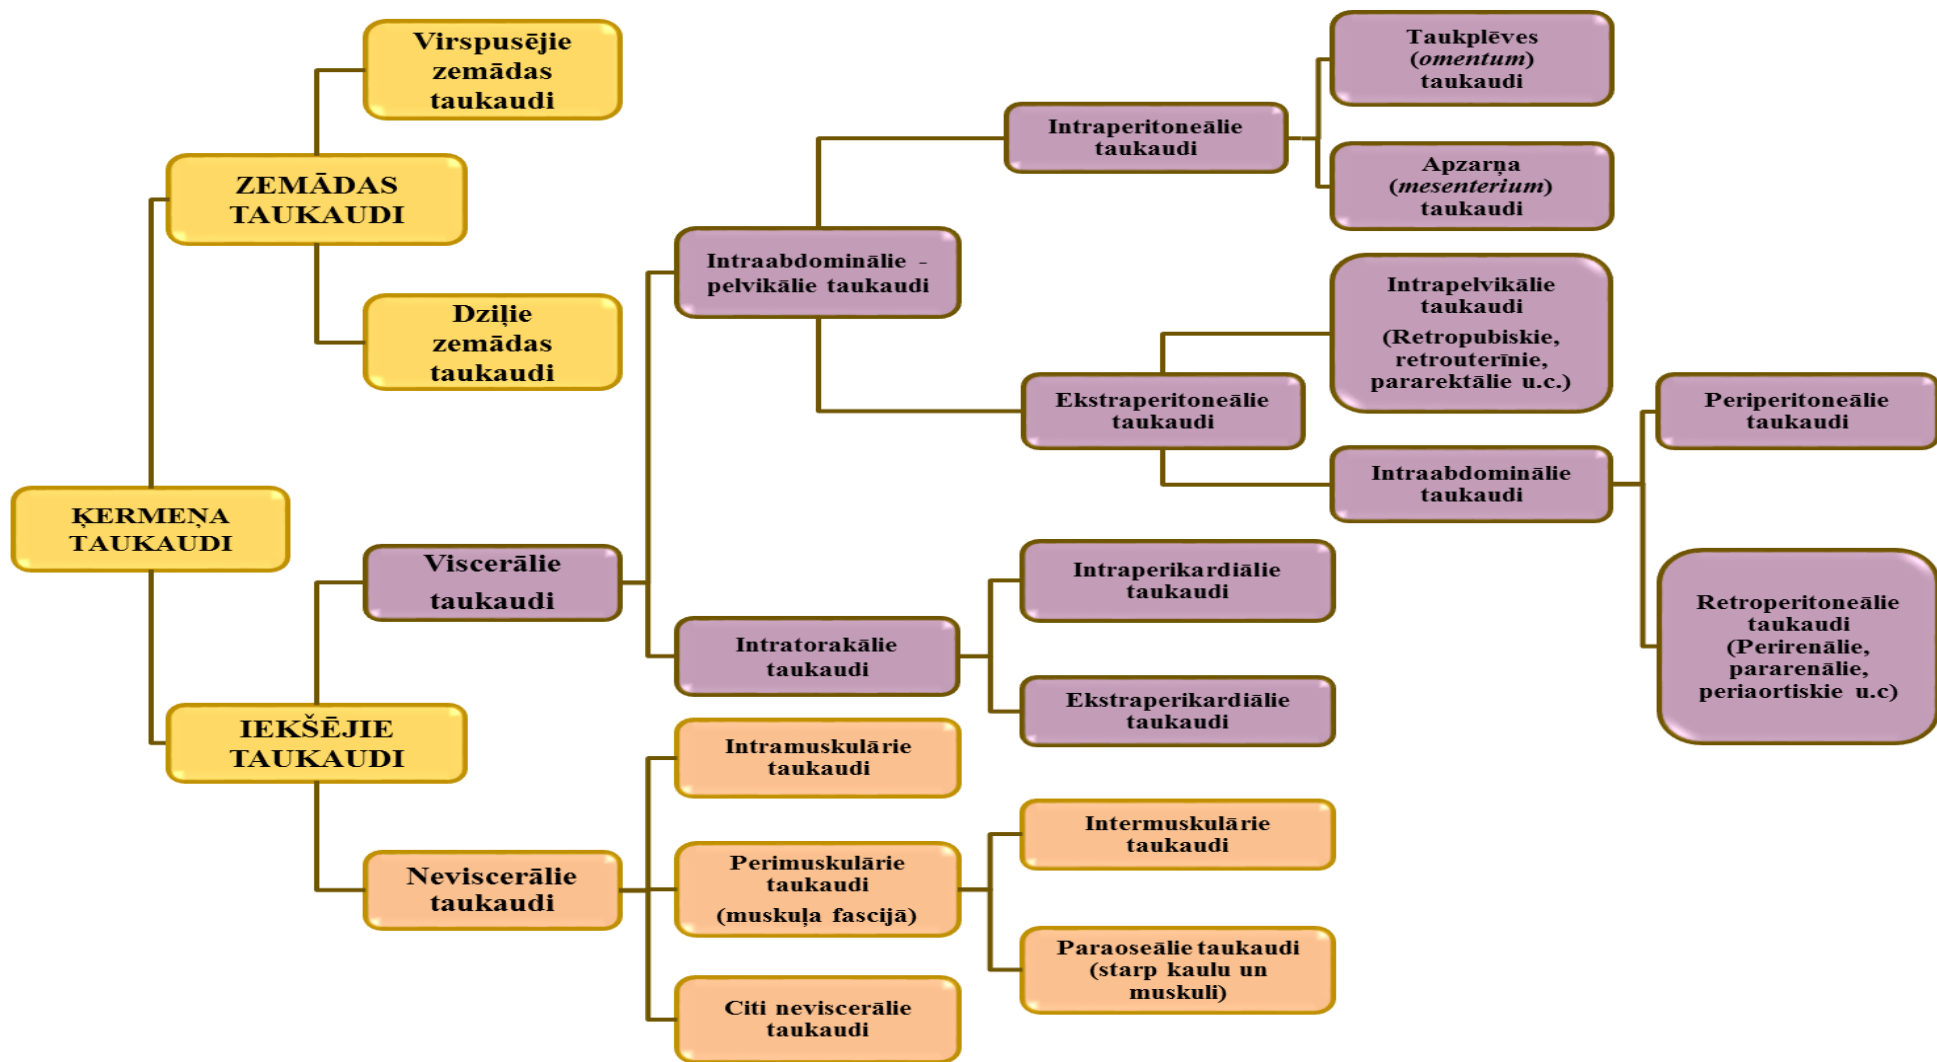 Virspusējie
zemādas
taukaudi
ZEMĀDAS
TAUKAUDI
Dziļie
zemādas
taukaudi
ĶERMEŅA
TAUKAUDI
IEKŠĒJIE
TAUKAUDI
Viscerālie
taukaudi
Neviscerālie
taukaudi
Intraabdominālie -
pelvikālie taukaudi
Intratorakālie
taukaudi
Intramuskulārie
taukaudi
Perimuskulārie
taukaudi
(muskuļa fascijā)
Citi neviscerālie
taukaudi
Intraperitoneālie
taukaudi
Ekstraperitoneālie
taukaudi
Intraperikardiālie
taukaudi
Ekstraperikardiālie
taukaudi
Intermuskulārie
taukaudi
Paraoseālie taukaudi
(starp kaulu un
muskuli)
Taukplēves
(omentum)
taukaudi
Apzarņa
(mesenterium)
taukaudi
Intrapelvikālie
taukaudi
(Retropubiskie,
retrouterīnie,
pararektālie u.c.)
Intraabdominālie
taukaudi
Periperitoneālie
taukaudi
Retroperitoneālie
taukaudi
(Perirenālie,
pararenālie,
periaortiskie u.c)